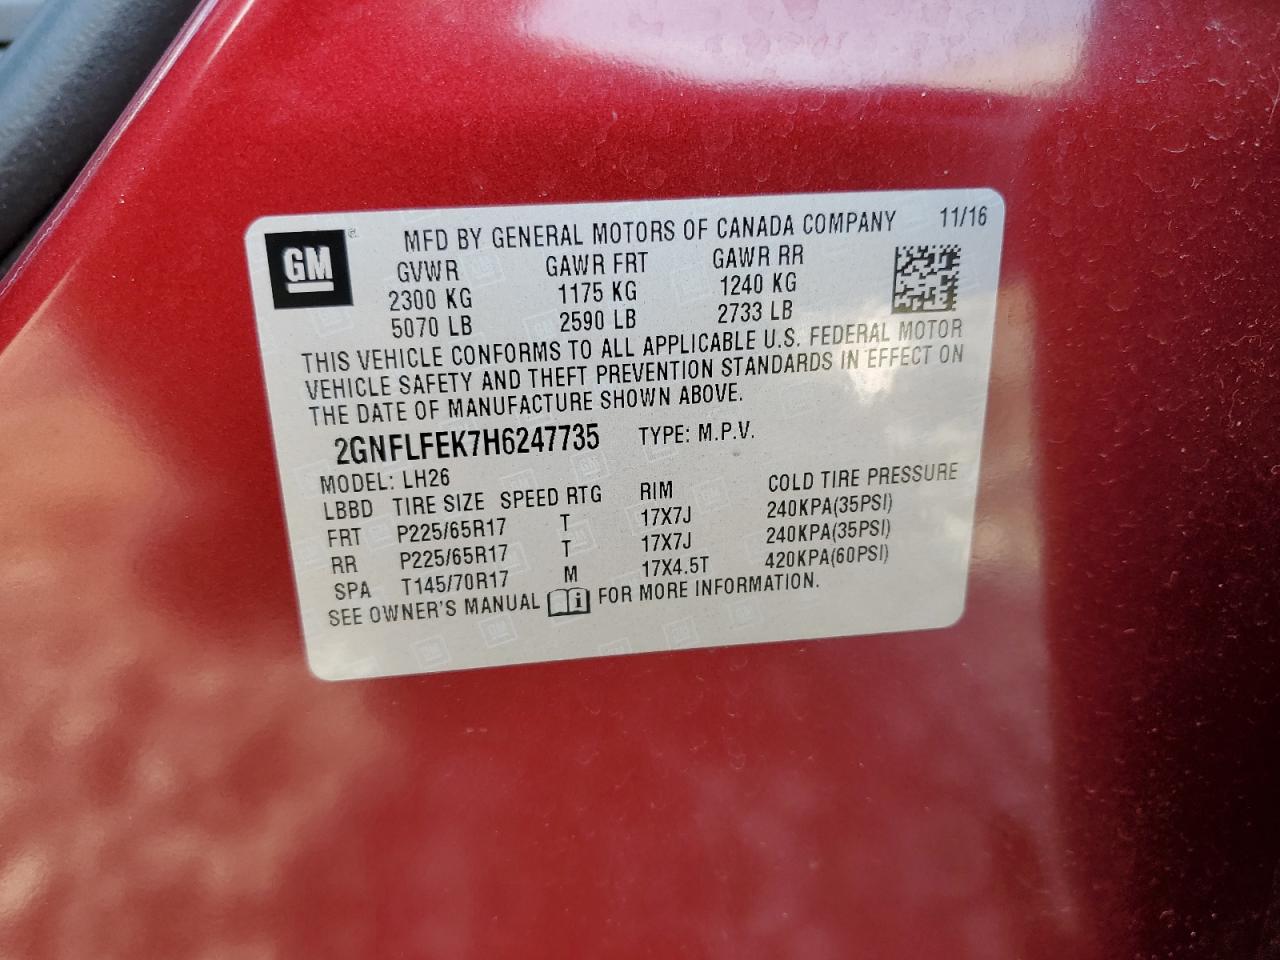 GM ®
MFD BY GENERAL MOTORS OF CANADA COMPANY 11/16
GVWR GAWR FRT GAWR RR
2300 KG 1175 KG 1240 KG
5070 LB 2590 LB 2733 LB
THIS VEHICLE CONFORMS TO ALL APPLICABLE U.S. FEDERAL MOTOR
VEHICLE SAFETY AND THEFT PREVENTION STANDARDS IN EFFECT ON
THE DATE OF MANUFACTURE SHOWN ABOVE.
2GNFLFEK7H6247735 TYPE: M.P.V.
MODEL: LH26
LBBD TIRE SIZE SPEED RTG RIM COLD TIRE PRESSURE
FRT P225/65R17 T 17X7J 240KPA(35PSI)
RR P225/65R17 T 17X7J 240KPA(35PSI)
SPA T145/70R17 M 17X4.5T 420KPA(60PSI)
SEE OWNER'S MANUAL i FOR MORE INFORMATION.